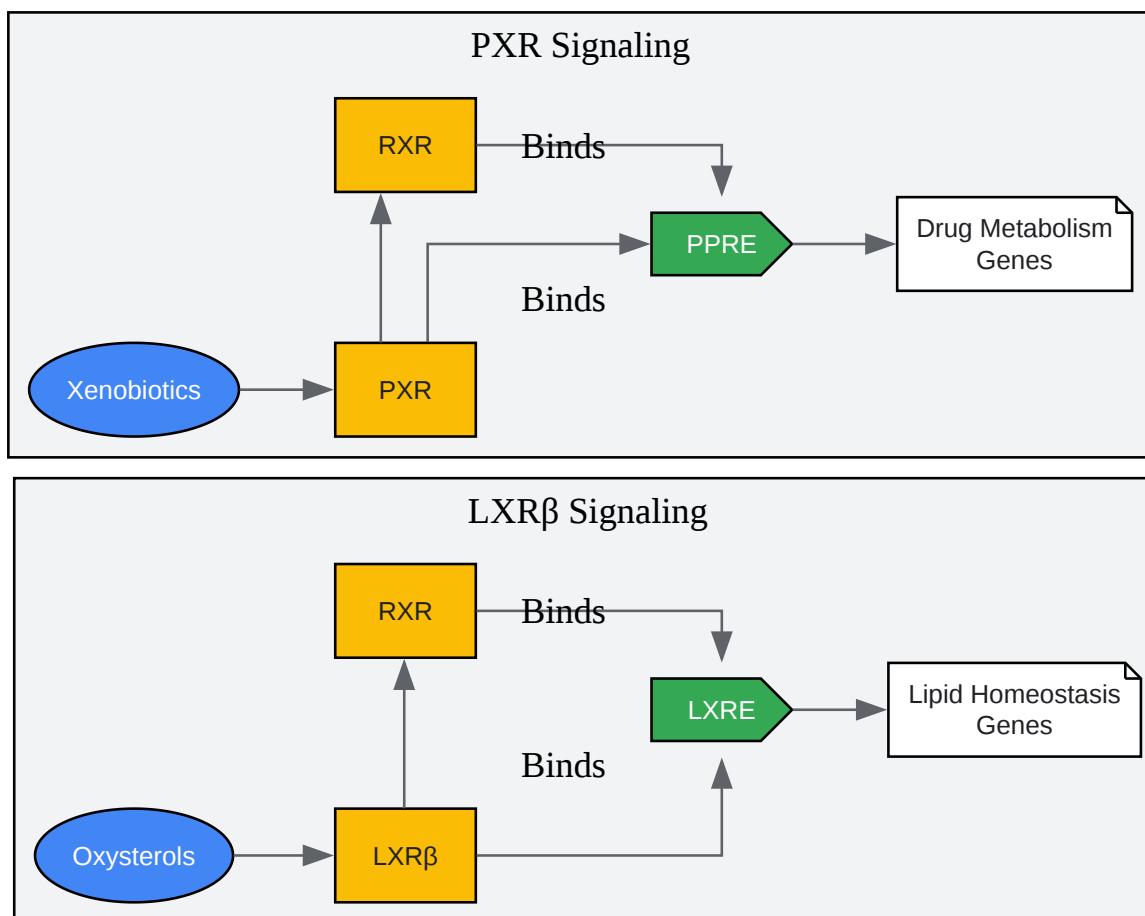 PXR Signaling
RXR
Binds
PPRE
Drug Metabolism
Genes
Binds
Xenobiotics
PXR
LXRβ Signaling
RXR
Binds
LXRE
Lipid Homeostasis
Genes
Binds
Oxysterols
LXRβ